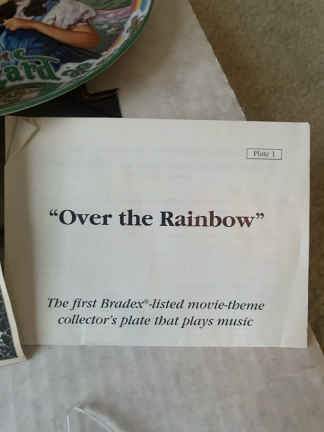 Plate 1
"Over the Rainbow"
The first Bradex®-listed movie-theme
collector's plate that plays music